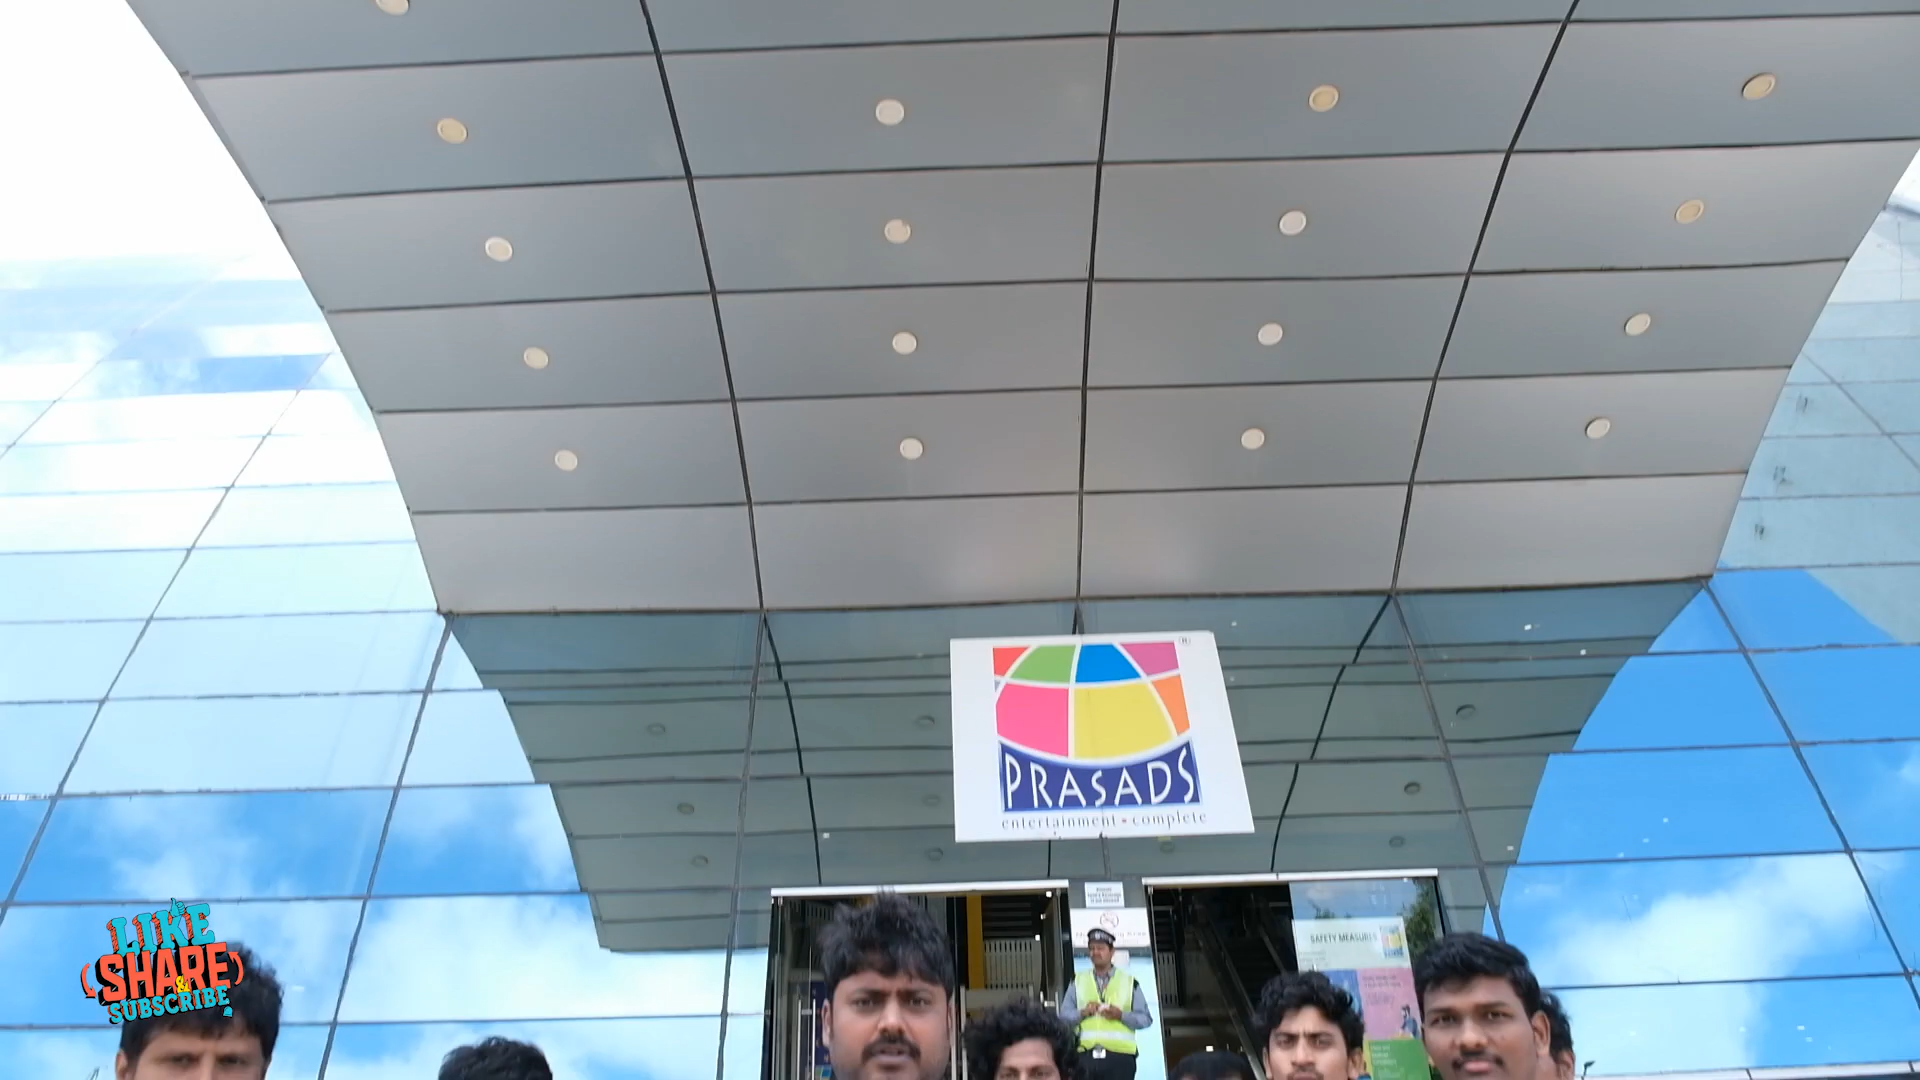 PRASADS
entertainment • complete
SAFETY MEASURES
LIKE
SHARE
&
SUBSCRIBE